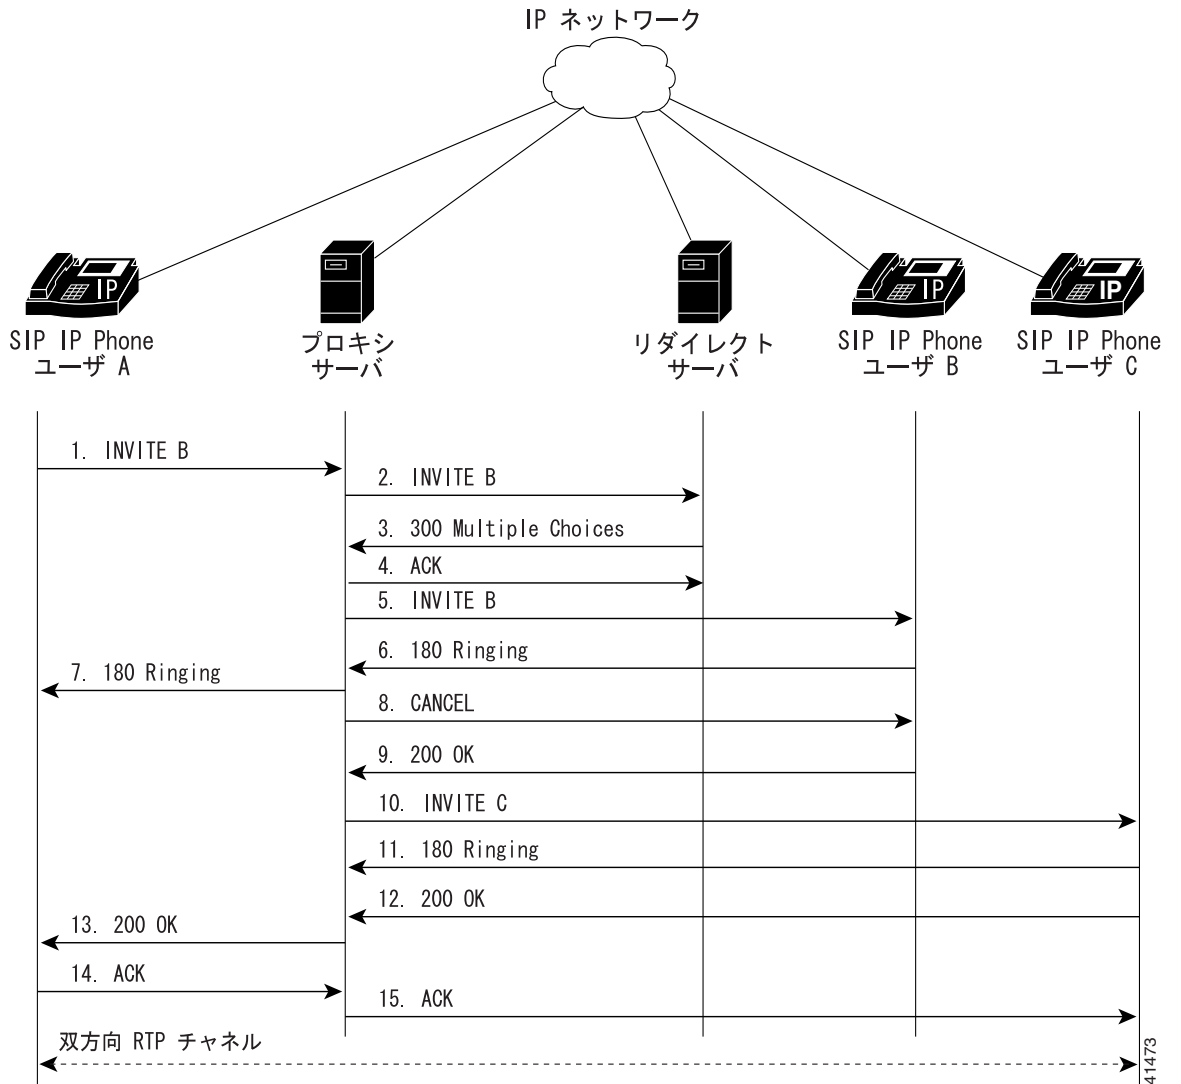 IP ネットワーク
IP
IP
IP
SIP IP Phone
ユーザ A
プロキシ
サーバ
リダイレクト
サーバ
SIP IP Phone
ユーザ B
SIP IP Phone
ユーザ C
1. INVITE B
2. INVITE B
3. 300 Multiple Choices
4. ACK
5. INVITE B
6. 180 Ringing
7. 180 Ringing
8. CANCEL
9. 200 OK
10. INVITE C
11. 180 Ringing
12. 200 OK
13. 200 OK
14. ACK
15. ACK
双方向 RTP チャネル
41473